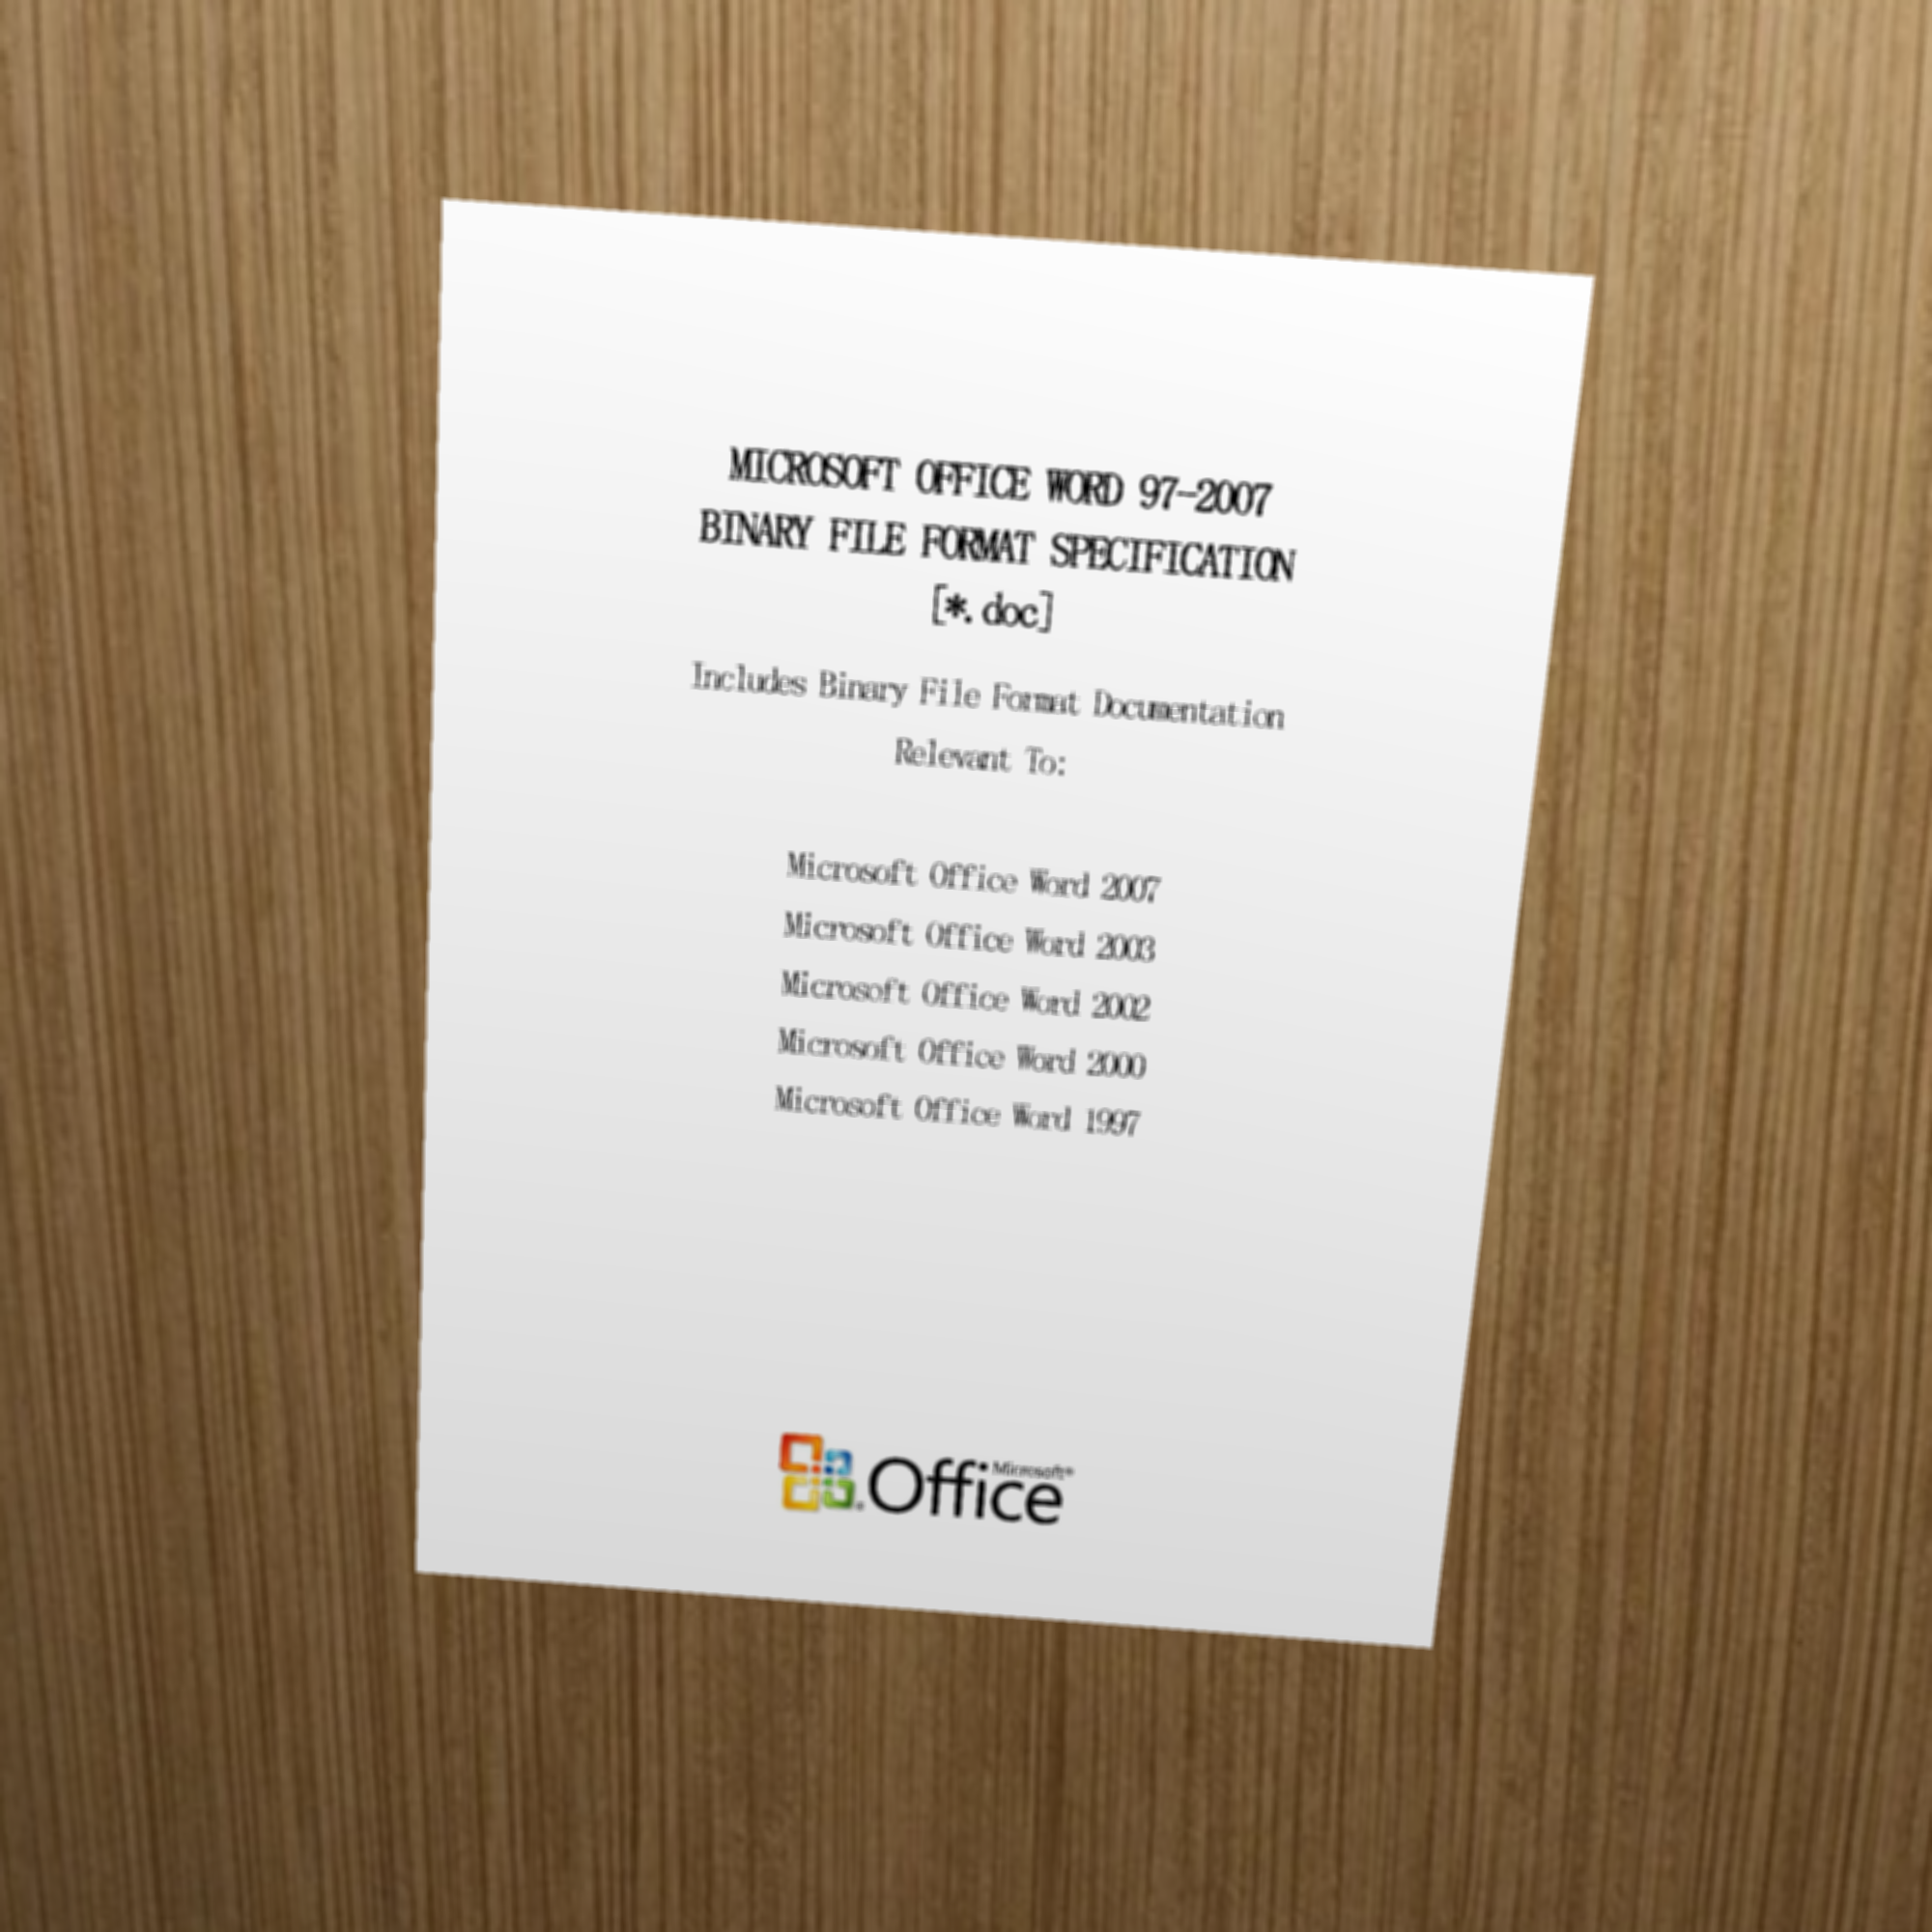 MICROSOFT OFFICE WORD 97-2007
BINARY FILE FORMAT SPECIFICATION
[*.doc]
Includes Binary File Format Documentation
Relevant To:
Microsoft Office Word 2007
Microsoft Office Word 2003
Microsoft Office Word 2002
Microsoft Office Word 2000
Microsoft Office Word 1997
Microsoft®
Office